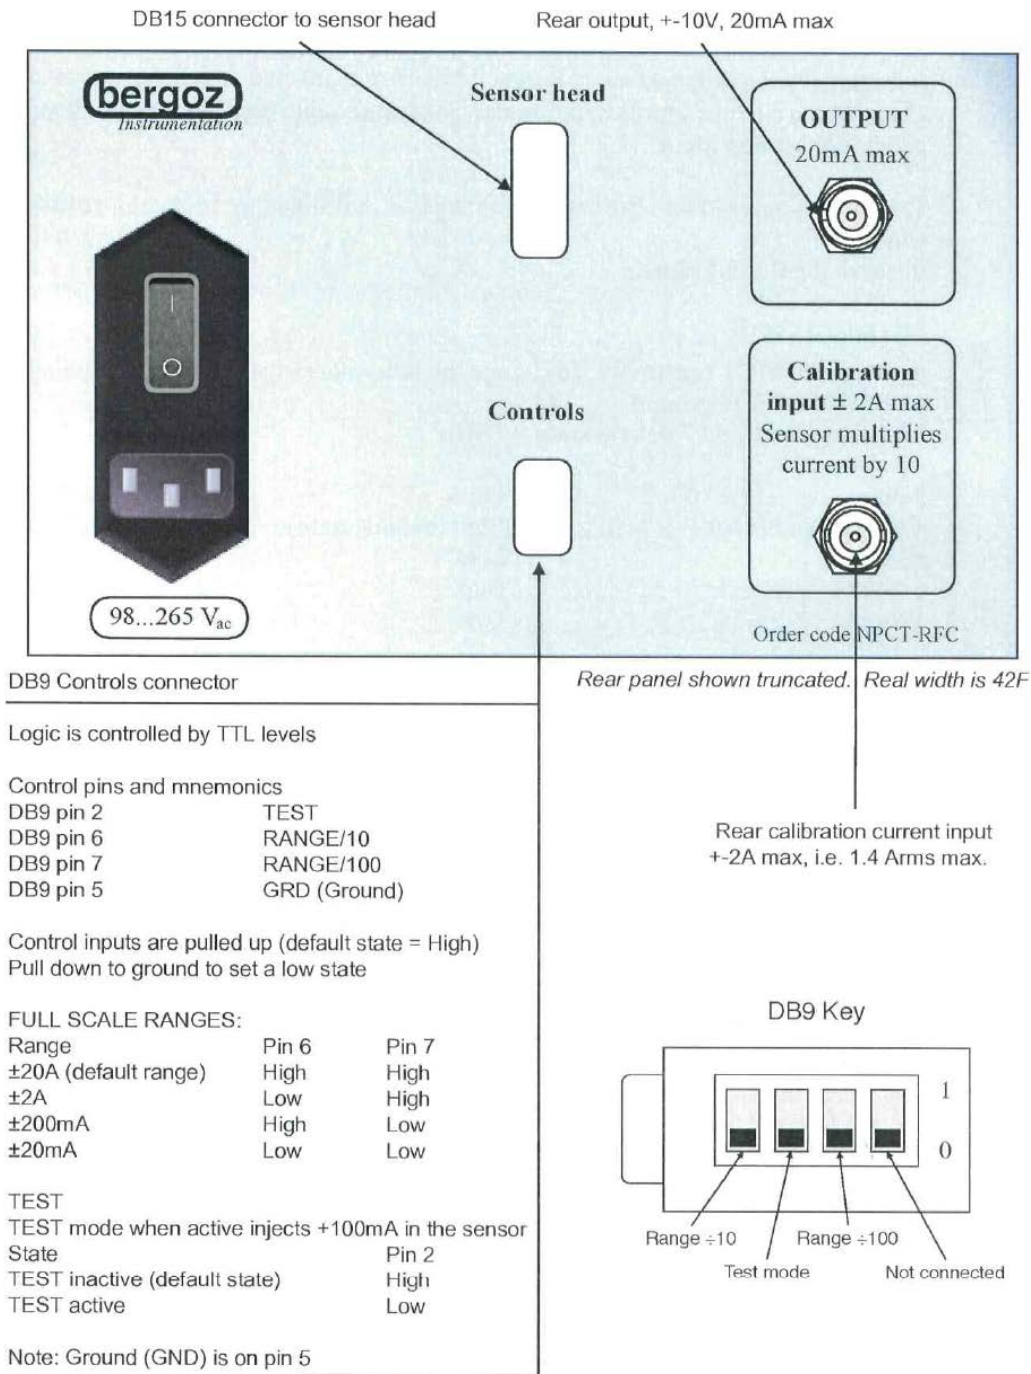 DB15 connector to sensor head
Rear output, +-10V, 20mA max
bergoz
Instrumentation
Sensor head
OUTPUT
20mA max
I
O
Controls
Calibration
input ± 2A max
Sensor multiplies
current by 10
98...265 Vac
Order code NPCT-RFC
DB9 Controls connector
Rear panel shown truncated. Real width is 42F
Logic is controlled by TTL levels
Control pins and mnemonics
DB9 pin 2 TEST
DB9 pin 6 RANGE/10
DB9 pin 7 RANGE/100
DB9 pin 5 GRD (Ground)
Rear calibration current input
+-2A max, i.e. 1.4 Arms max.
Control inputs are pulled up (default state = High)
Pull down to ground to set a low state
FULL SCALE RANGES:
Range Pin 6 Pin 7
±20A (default range) High High
±2A Low High
±200mA High Low
±20mA Low Low
TEST
TEST mode when active injects +100mA in the sensor
State Pin 2
TEST inactive (default state) High
TEST active Low
Note: Ground (GND) is on pin 5
DB9 Key
1
0
Range ÷10
Range ÷100
Test mode
Not connected